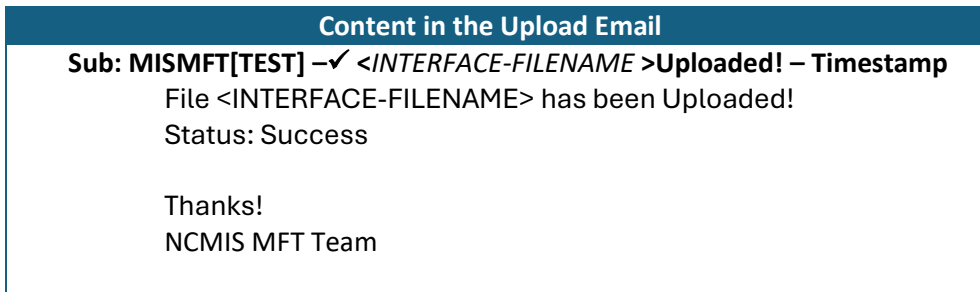 Content in the Upload Email
Sub: MISMFT[TEST] –✓ <INTERFACE-FILENAME >Uploaded! – Timestamp
File <INTERFACE-FILENAME> has been Uploaded!
Status: Success
Thanks!
NCMIS MFT Team